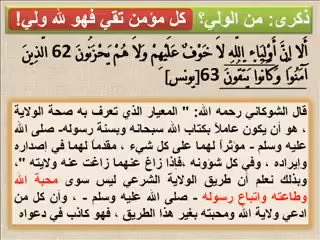 ذكرى: من الولي؟ كل مؤمن تقي فهو لله ولي!
أَلَا إِنَّ أَوْلِيَاءَ اللَّهِ لَا خَوْفٌ عَلَيْهِمْ وَلَا هُمْ يَحْزَنُونَ 62 الَّذِينَ
آمَنُوا وَكَانُوا يَتَّقُونَ 63 [يونس]
قال الشوكاني رحمه الله: " المعيار الذي تعرف به صحة الولاية
، هو أن يكون عاملاً بكتاب الله سبحانه وبسنة رسوله- صلى الله
عليه وسلم - مؤثراً لهما على كل شيء ، مقدماً لهما في إصداره
وإيراده ، وفي كل شوونه ،فإذا زاغ عنهما زاغت عنه ولايته "،
وبذلك نعلم أن طريق الولاية الشرعي ليس سوى محبة الله
وطاعته واتباع رسوله - صلى الله عليه وسلم - ، وأن كل من
ادعى ولاية الله ومحبته بغير هذا الطريق ، فهو كاذب في دعواه